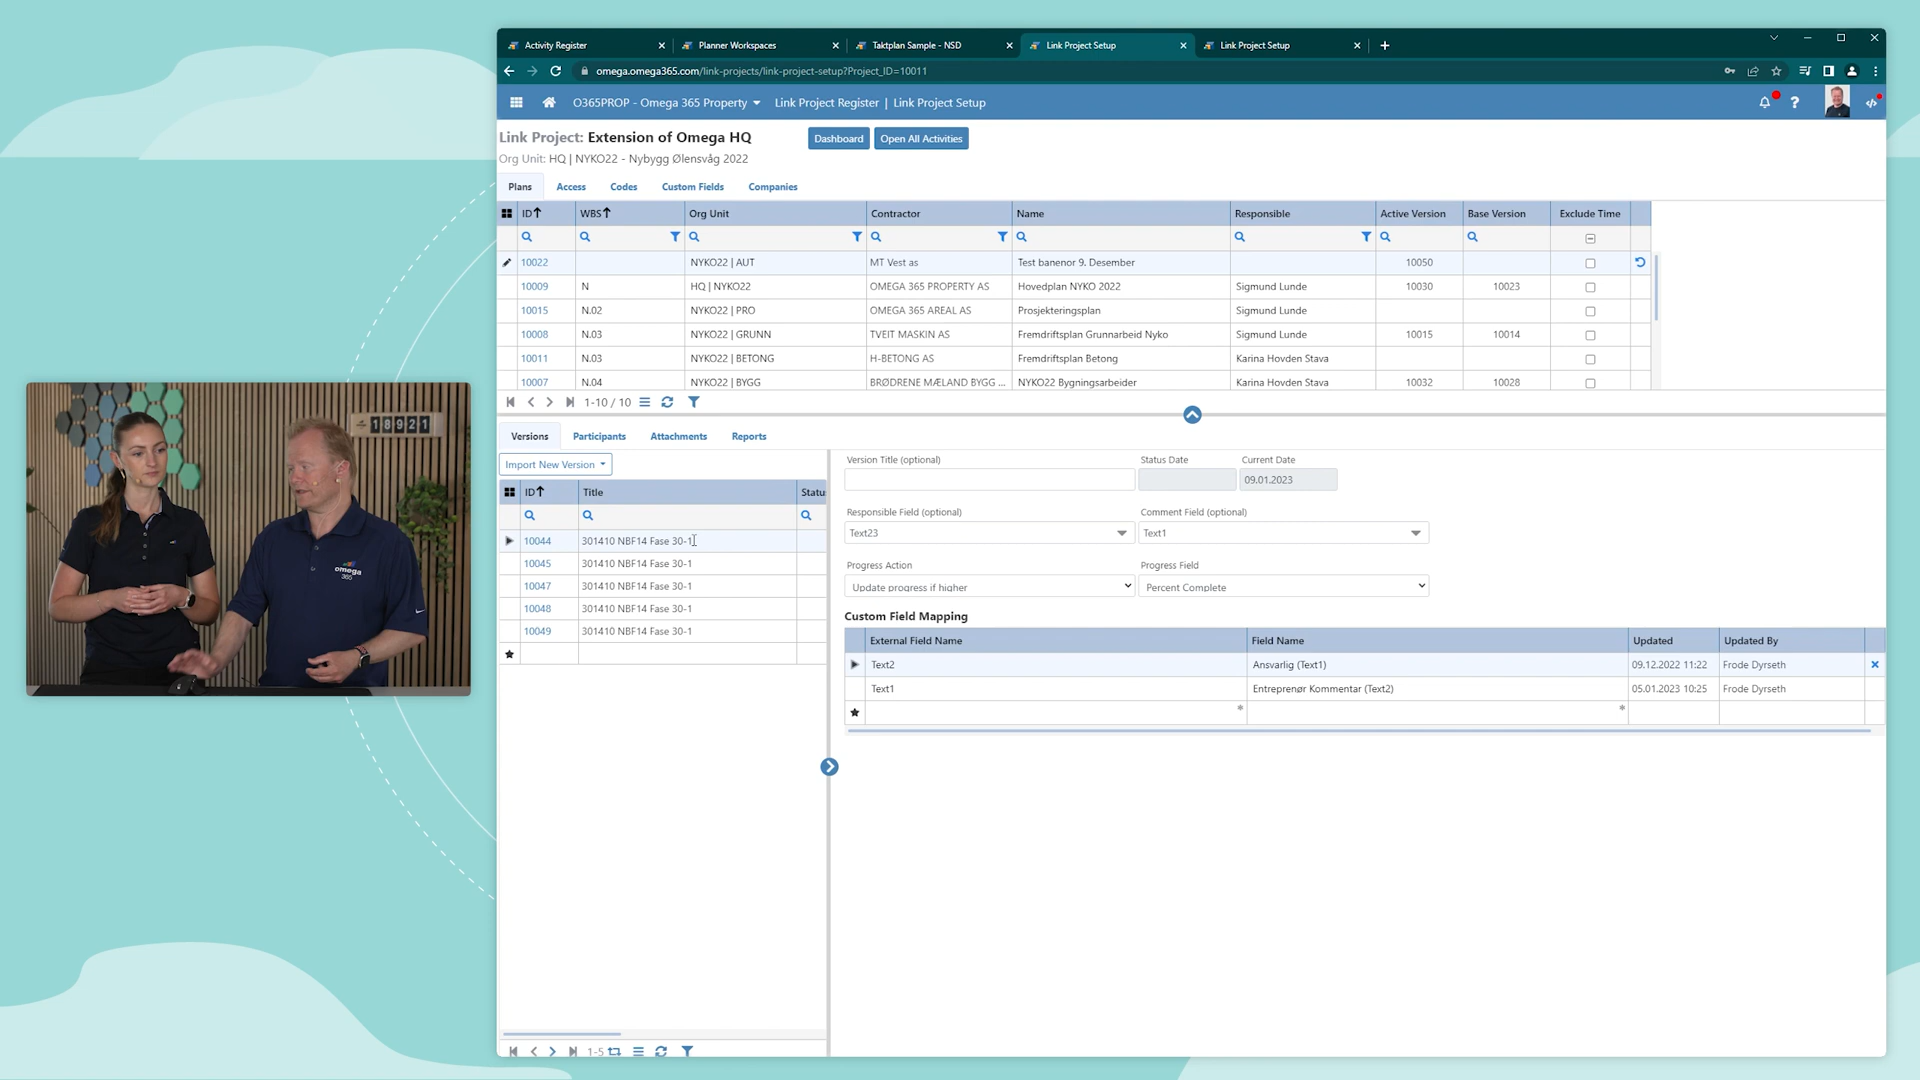 Activity Register
Planner Workspaces
Taktplan Sample - NSD
Link Project Setup
Link Project Setup
omega.omega365.com/link-projects/link-project-setup?Project_ID=10011
O365PROP - Omega 365 Property
Link Project Register | Link Project Setup
Link Project: Extension of Omega HQ
Dashboard
Open All Activities
Org Unit: HQ | NYKO22 - Nybygg Ølensvåg 2022
Plans Access Codes Custom Fields Companies
ID WBS Org Unit Contractor Name Responsible Active Version Base Version Exclude Time
10022 NYKO22 | AUT MT Vest as Test banenor 9. Desember 10050
10009 N HQ | NYKO22 OMEGA 365 PROPERTY AS Hovedplan NYKO 2022 Sigmund Lunde 10030 10023
10015 N.02 NYKO22 | PRO OMEGA 365 AREAL AS Prosjekteringsplan Sigmund Lunde
10008 N.03 NYKO22 | GRUNN TVEIT MASKIN AS Fremdriftsplan Grunnarbeid Nyko Sigmund Lunde 10015 10014
10011 N.03 NYKO22 | BETONG H-BETONG AS Fremdriftsplan Betong Karina Hovden Stava
10007 N.04 NYKO22 | BYGG BRØDRENE MÆLAND BYGG ... NYKO22 Bygningsarbeider Karina Hovden Stava 10032 10028
1-10 / 10
Versions Participants Attachments Reports
Import New Version
ID Title Statu
10044 301410 NBF14 Fase 30-1
10045 301410 NBF14 Fase 30-1
10047 301410 NBF14 Fase 30-1
10048 301410 NBF14 Fase 30-1
10049 301410 NBF14 Fase 30-1
1-5
Version Title (optional) Status Date Current Date
09.01.2023
Responsible Field (optional) Comment Field (optional)
Text23 Text1
Progress Action Progress Field
Update progress if higher Percent Complete
Custom Field Mapping
External Field Name Field Name Updated Updated By
Text2 Ansvarlig (Text1) 09.12.2022 11:22 Frode Dyrseth
Text1 Entreprenør Kommentar (Text2) 05.01.2023 10:25 Frode Dyrseth
18921
omega
365